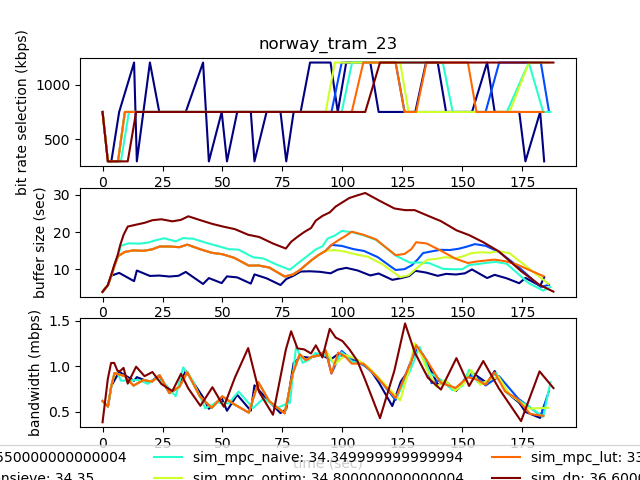 norway_tram_23
bit rate selection (kbps)
1000
500
0 25 50 75 100 125 150 175
buffer size (sec)
30
20
10
0 25 50 75 100 125 150 175
bandwidth (mbps)
1.5
1.0
0.5
0 25 50 75 100 125 150 175
time (sec)
550000000000004 sim_mpc_naive: 34.349999999999994 sim_mpc_lut: 33
nsieve: 34.35 sim_mpc_optim: 34.800000000000004 sim_dp: 36.6000